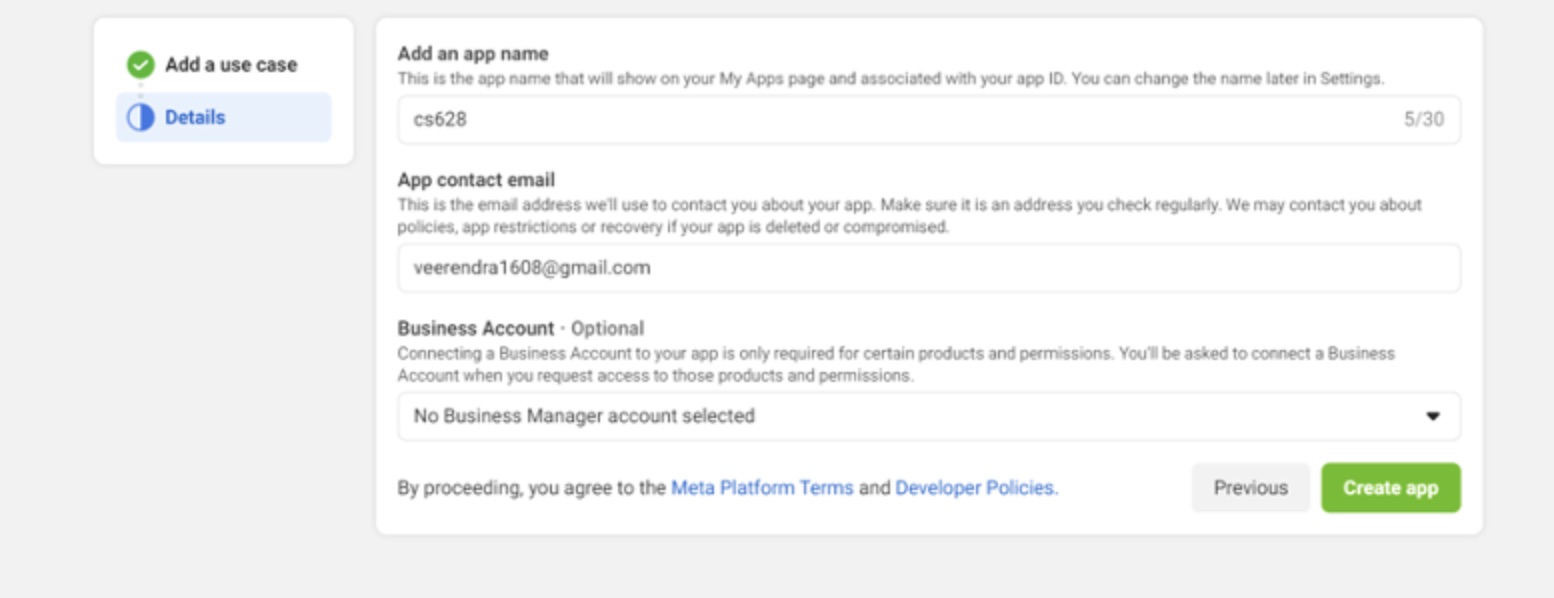 Add a use case
Details
Add an app name
This is the app name that will show on your My Apps page and associated with your app ID. You can change the name later in Settings.
cs628 5/30
App contact email
This is the email address we'll use to contact you about your app. Make sure it is an address you check regularly. We may contact you about
policies, app restrictions or recovery if your app is deleted or compromised.
veerendra1608@gmail.com
Business Account · Optional
Connecting a Business Account to your app is only required for certain products and permissions. You'll be asked to connect a Business
Account when you request access to those products and permissions.
No Business Manager account selected
By proceeding, you agree to the Meta Platform Terms and Developer Policies.
Previous
Create app